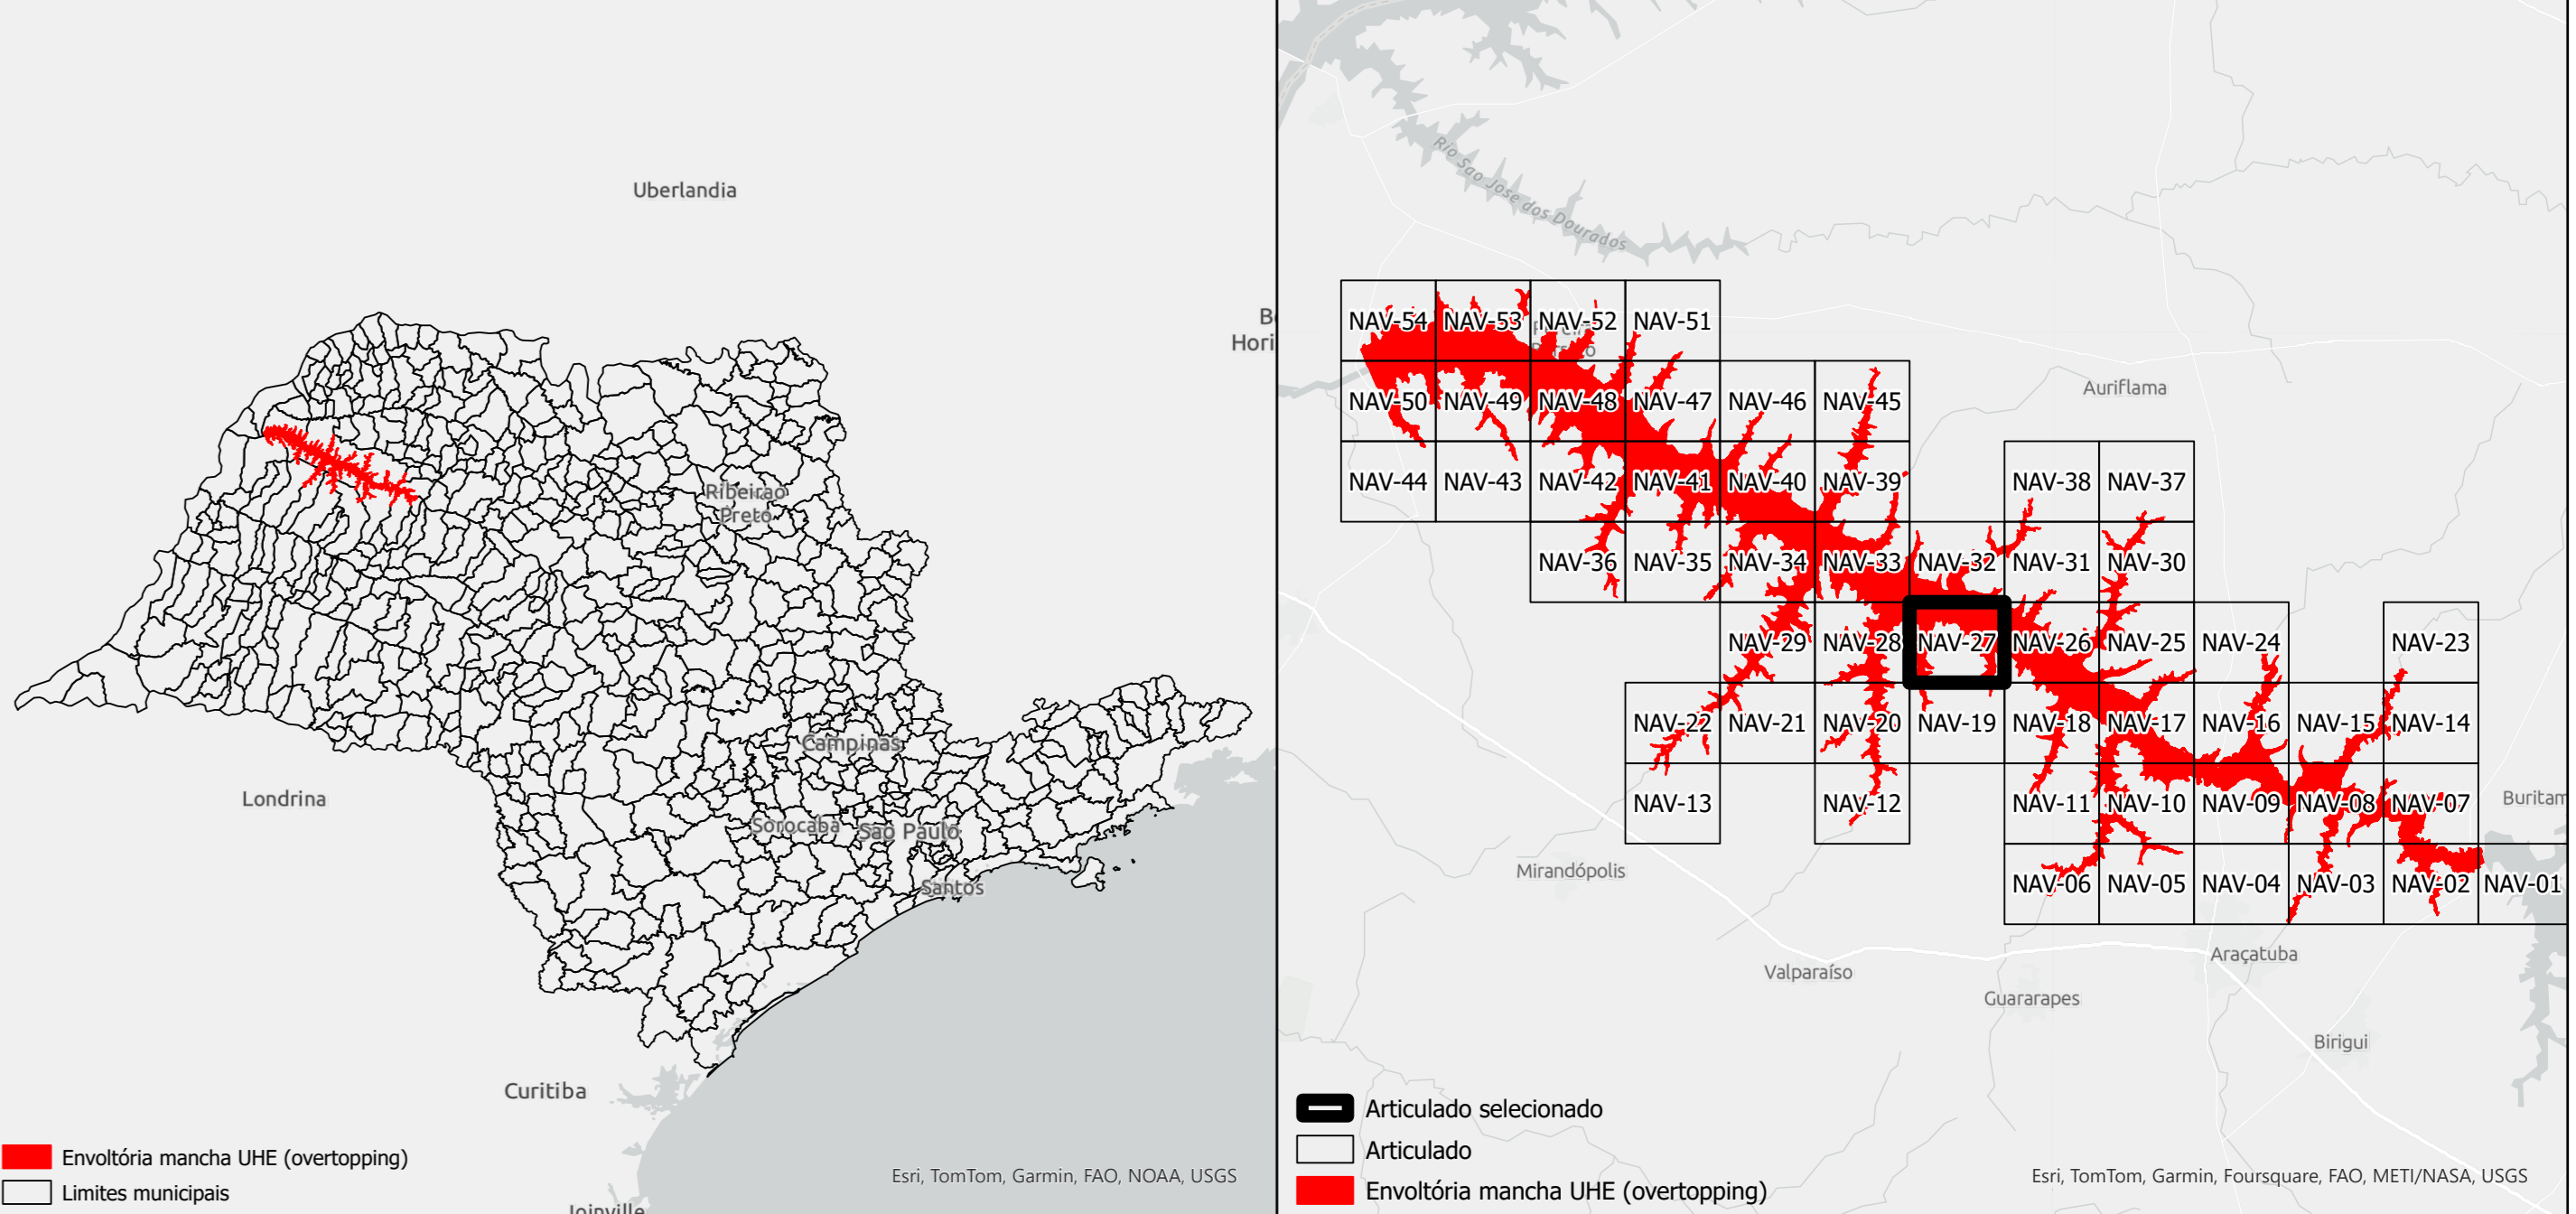 Uberlandia
Ribeirao
Preto
Campinas
Londrina
Sorocaba
Sao Paulo
Santos
Curitiba
Joinville
Envoltória mancha UHE (overtopping)
Limites municipais
Esri, TomTom, Garmin, FAO, NOAA, USGS
Rio Sao Jose dos Dourados
NAV-54 NAV-53 NAV-52 NAV-51
NAV-50 NAV-49 NAV-48 NAV-47 NAV-46 NAV-45
Auriflama
NAV-44 NAV-43 NAV-42 NAV-41 NAV-40 NAV-39 NAV-38 NAV-37
NAV-36 NAV-35 NAV-34 NAV-33 NAV-32 NAV-31 NAV-30
NAV-29 NAV-28 NAV-27 NAV-26 NAV-25 NAV-24 NAV-23
NAV-22 NAV-21 NAV-20 NAV-19 NAV-18 NAV-17 NAV-16 NAV-15 NAV-14
NAV-13 NAV-12 NAV-11 NAV-10 NAV-09 NAV-08 NAV-07
Buritam
Mirandópolis
NAV-06 NAV-05 NAV-04 NAV-03 NAV-02 NAV-01
Araçatuba
Valparaíso
Guararapes
Birigui
Articulado selecionado
Articulado
Envoltória mancha UHE (overtopping)
Esri, TomTom, Garmin, Foursquare, FAO, METI/NASA, USGS